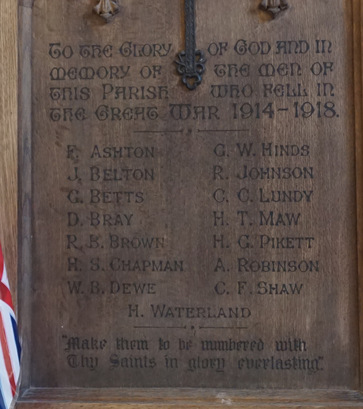 To the Glory of God and in
memory of the men of
this Parish who fell in
the Great War 1914-1918.
F. Ashton G. W. Hinds
J. Belton R. Johnson
G. Betts C. C. Lundy
D. Bray H. T. Maw
R. B. Brown H. G. Pikett
H. S. Chapman A. Robinson
W. B. Dewe C. F. Shaw
H. Waterland
"Make them to be numbered with
Thy Saints in glory everlasting".